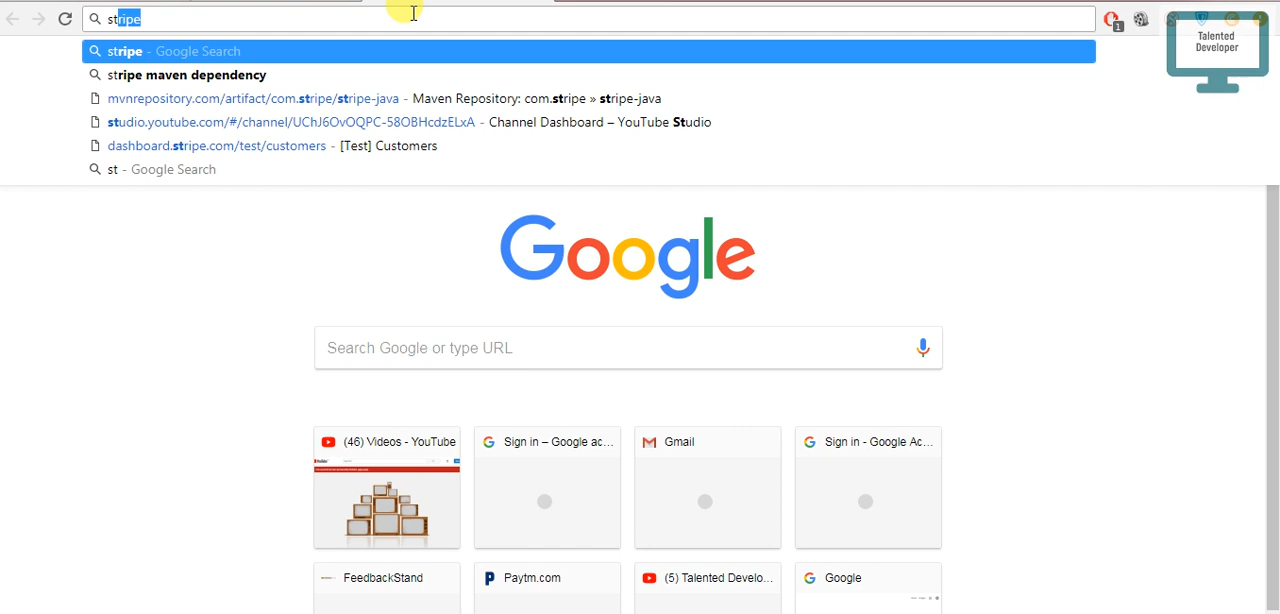 stripe
1
Talented
Developer
stripe - Google Search
stripe maven dependency
mvnrepository.com/artifact/com.stripe/stripe-java - Maven Repository: com.stripe » stripe-java
studio.youtube.com/#/channel/UChJ6OvOQPC-58OBHcdzELxA - Channel Dashboard – YouTube Studio
dashboard.stripe.com/test/customers - [Test] Customers
st - Google Search
Google
Search Google or type URL
(46) Videos - YouTube
Sign in – Google ac...
Gmail
Sign in - Google Ac...
FeedbackStand
Paytm.com
(5) Talented Develo...
Google